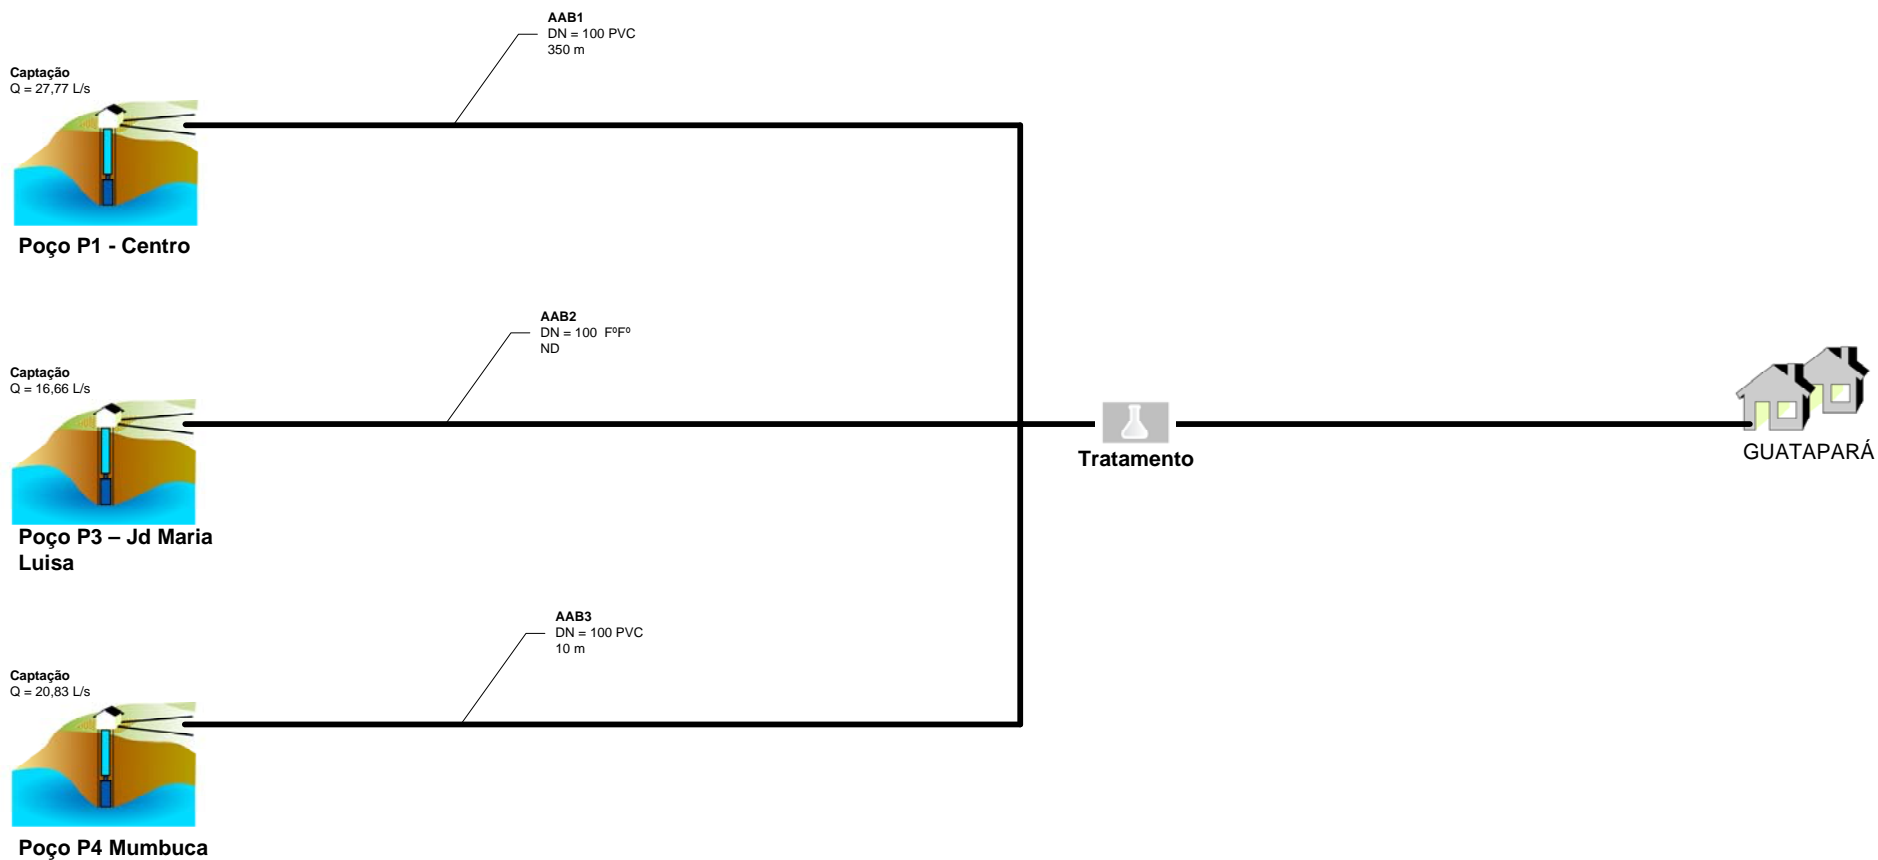 AAB1
DN = 100 PVC
350 m
Captação
Q = 27,77 L/s
Poço P1 - Centro
AAB2
DN = 100 FºFº
ND
Captação
Q = 16,66 L/s
Tratamento
GUATAPARÁ
Poço P3 – Jd Maria
Luisa
AAB3
DN = 100 PVC
10 m
Captação
Q = 20,83 L/s
Poço P4 Mumbuca